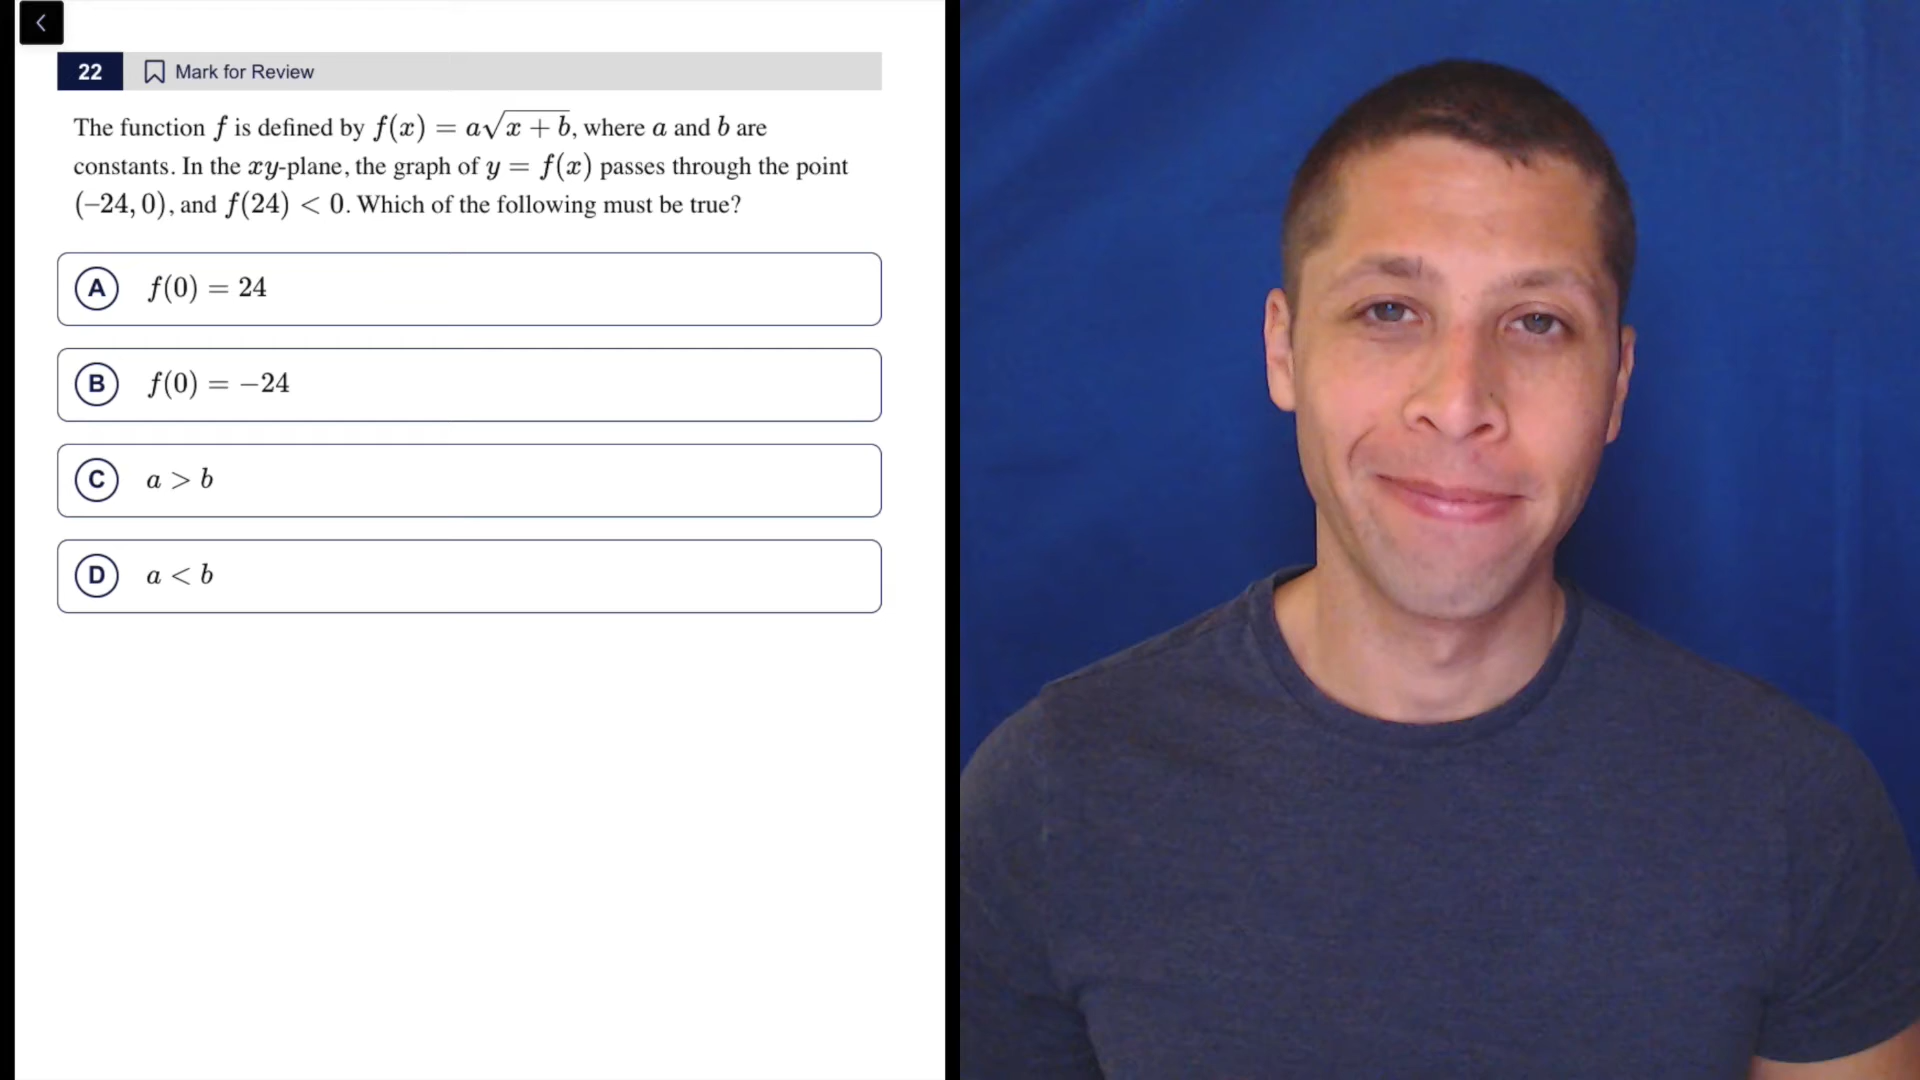 22 Mark for Review
The function f is defined by f(x) = a√(x + b), where a and b are
constants. In the xy-plane, the graph of y = f(x) passes through the point
(−24, 0), and f(24) < 0. Which of the following must be true?
A f(0) = 24
B f(0) = −24
C a > b
D a < b